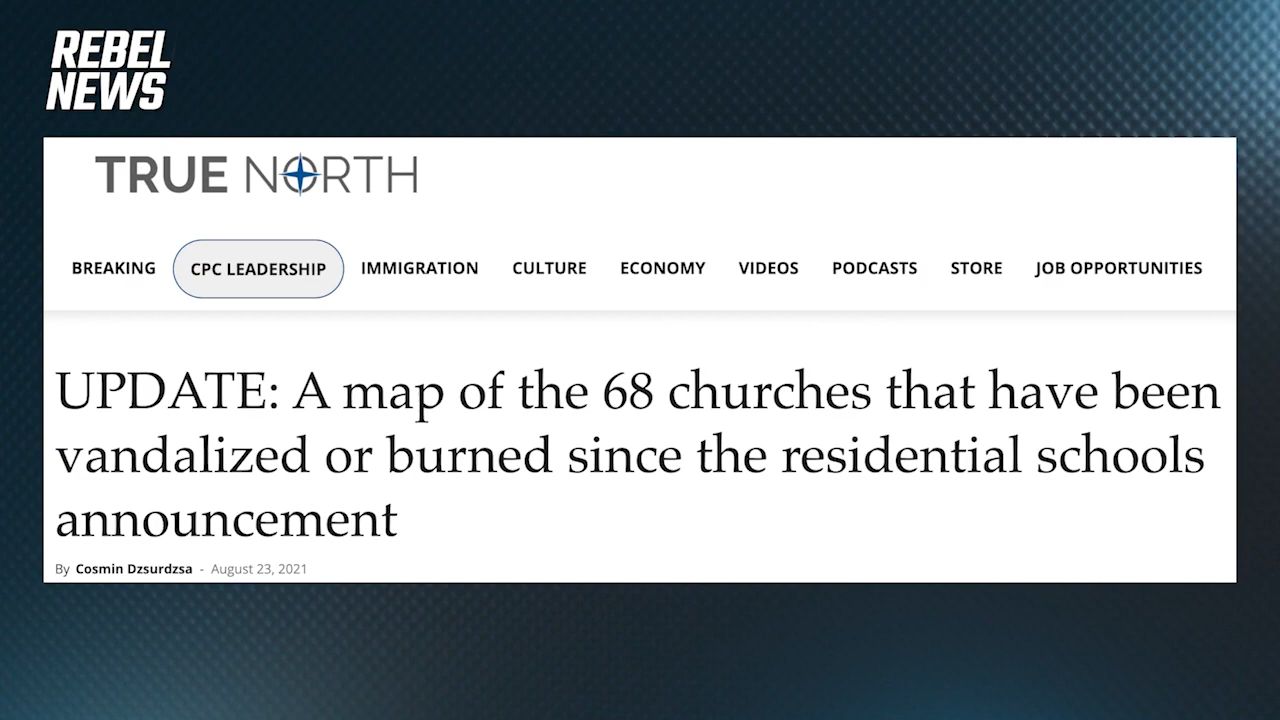 REBEL
NEWS
TRUE NORTH
BREAKING CPC LEADERSHIP IMMIGRATION CULTURE ECONOMY VIDEOS PODCASTS STORE JOB OPPORTUNITIES
UPDATE: A map of the 68 churches that have been
vandalized or burned since the residential schools
announcement
By Cosmin Dzsurdzsa - August 23, 2021